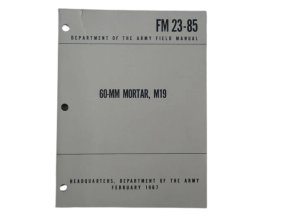 FM 23-85
DEPARTMENT OF THE ARMY FIELD MANUAL
60-MM MORTAR, M19
HEADQUARTERS, DEPARTMENT OF THE ARMY
FEBRUARY 1967